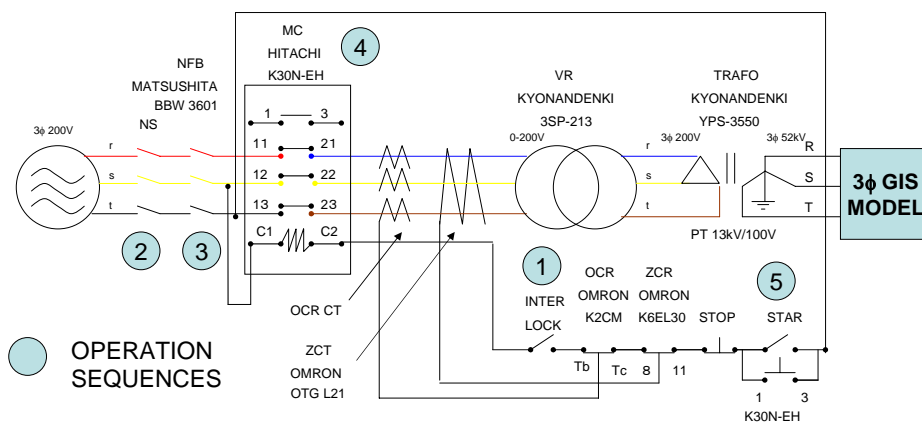 MC
HITACHI
K30N-EH
4
NFB
MATSUSHITA
BBW 3601
NS
VR
KYONANDENKI
3SP-213
TRAFO
KYONANDENKI
YPS-3550
3ϕ 200V
1 3
0-200V
3ϕ 200V
3ϕ 52kV
r
11 21
r
R
s
12 22
s
S
t
13 23
t
T
3ϕ GIS
MODEL
C1 C2
PT 13kV/100V
2
3
1
5
OCR CT
INTER
LOCK
OCR
OMRON
K2CM
ZCR
OMRON
K6EL30
STOP
STAR
ZCT
OMRON
OTG L21
Tb Tc 8 11
1 3
K30N-EH
OPERATION
SEQUENCES